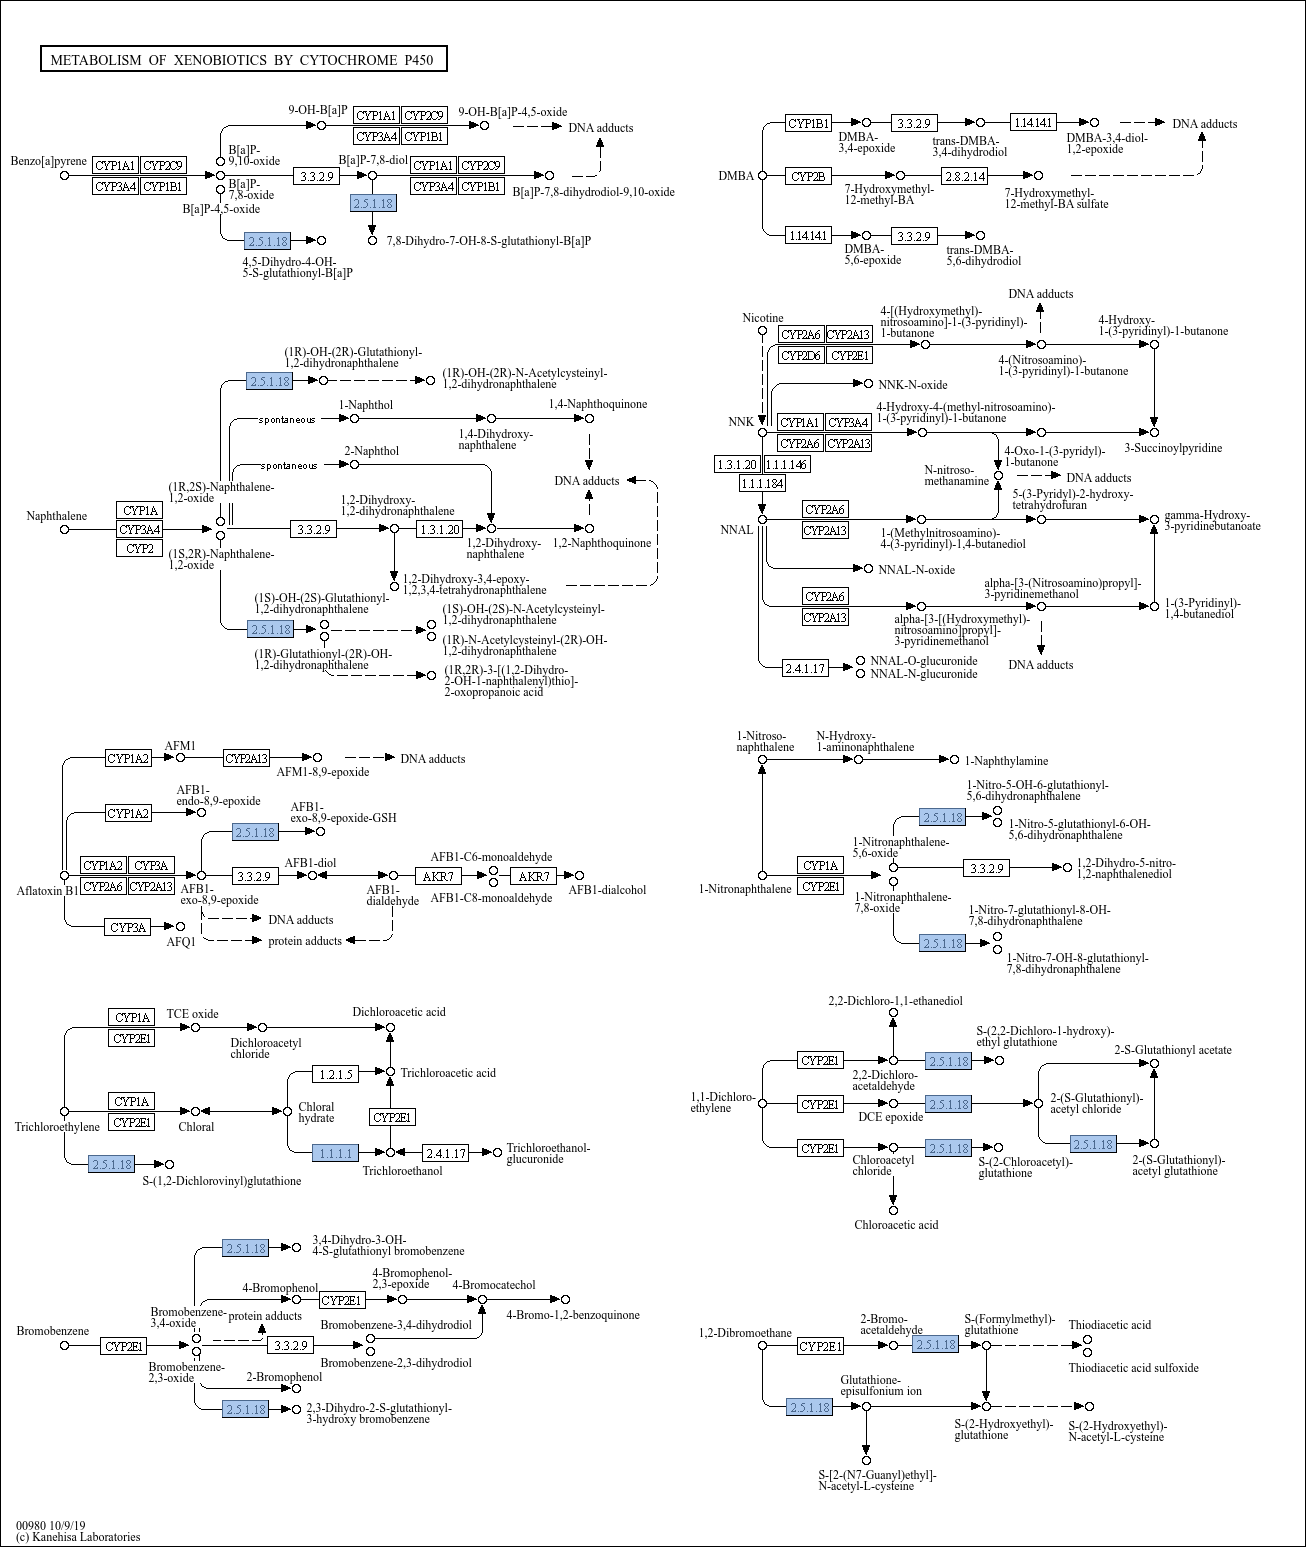 METABOLISM OF XENOBIOTICS BY CYTOCHROME P450
9-OH-B[a]P
CYP1A1 CYP2C9
CYP3A4 CYP1B1
9-OH-B[a]P-4,5-oxide
DNA adducts
Benzo[a]pyrene
CYP1A1 CYP2C9
CYP3A4 CYP1B1
B[a]P-
9,10-oxide
B[a]P-
7,8-oxide
B[a]P-4,5-oxide
3.3.2.9
B[a]P-7,8-diol
CYP1A1 CYP2C9
CYP3A4 CYP1B1
B[a]P-7,8-dihydrodiol-9,10-oxide
2.5.1.18
7,8-Dihydro-7-OH-8-S-glutathionyl-B[a]P
2.5.1.18
4,5-Dihydro-4-OH-
5-S-glutathionyl-B[a]P
DMBA
CYP1B1
DMBA-
3,4-epoxide
3.3.2.9
trans-DMBA-
3,4-dihydrodiol
1.14.14.1
DMBA-3,4-diol-
1,2-epoxide
DNA adducts
CYP2B
7-Hydroxymethyl-
12-methyl-BA
2.8.2.14
7-Hydroxymethyl-
12-methyl-BA sulfate
1.14.14.1
DMBA-
5,6-epoxide
3.3.2.9
trans-DMBA-
5,6-dihydrodiol
(1R)-OH-(2R)-Glutathionyl-
1,2-dihydronaphthalene
2.5.1.18
(1R)-OH-(2R)-N-Acetylcysteinyl-
1,2-dihydronaphthalene
spontaneous
1-Naphthol
1,4-Dihydroxy-
naphthalene
1,4-Naphthoquinone
spontaneous
2-Naphthol
DNA adducts
(1R,2S)-Naphthalene-
1,2-oxide
Naphthalene
CYP1A
CYP3A4
CYP2
(1S,2R)-Naphthalene-
1,2-oxide
3.3.2.9
1,2-Dihydroxy-
1,2-dihydronaphthalene
1.3.1.20
1,2-Dihydroxy-
naphthalene
1,2-Naphthoquinone
1,2-Dihydroxy-3,4-epoxy-
1,2,3,4-tetrahydronaphthalene
(1S)-OH-(2S)-Glutathionyl-
1,2-dihydronaphthalene
2.5.1.18
(1R)-Glutathionyl-(2R)-OH-
1,2-dihydronaphthalene
(1S)-OH-(2S)-N-Acetylcysteinyl-
1,2-dihydronaphthalene
(1R)-N-Acetylcysteinyl-(2R)-OH-
1,2-dihydronaphthalene
(1R,2R)-3-[(1,2-Dihydro-
2-OH-1-naphthalenyl)thio]-
2-oxopropanoic acid
Nicotine
CYP2A6 CYP2A13
CYP2D6 CYP2E1
4-[(Hydroxymethyl)-
nitrosoamino]-1-(3-pyridinyl)-
1-butanone
DNA adducts
4-(Nitrosoamino)-
1-(3-pyridinyl)-1-butanone
4-Hydroxy-
1-(3-pyridinyl)-1-butanone
NNK-N-oxide
NNK
CYP1A1 CYP3A4
CYP2A6 CYP2A13
4-Hydroxy-4-(methyl-nitrosoamino)-
1-(3-pyridinyl)-1-butanone
4-Oxo-1-(3-pyridyl)-
1-butanone
3-Succinoylpyridine
1.3.1.20 1.1.1.146
1.1.1.184
N-nitroso-
methanamine
DNA adducts
NNAL
CYP2A6
CYP2A13
1-(Methylnitrosoamino)-
4-(3-pyridinyl)-1,4-butanediol
5-(3-Pyridyl)-2-hydroxy-
tetrahydrofuran
gamma-Hydroxy-
3-pyridinebutanoate
NNAL-N-oxide
CYP2A6
CYP2A13
alpha-[3-[(Hydroxymethyl)-
nitrosoamino]propyl]-
3-pyridinemethanol
alpha-[3-(Nitrosoamino)propyl]-
3-pyridinemethanol
1-(3-Pyridinyl)-
1,4-butanediol
DNA adducts
2.4.1.17
NNAL-O-glucuronide
NNAL-N-glucuronide
CYP1A2
AFM1
CYP2A13
AFM1-8,9-epoxide
DNA adducts
CYP1A2
AFB1-
endo-8,9-epoxide
2.5.1.18
AFB1-
exo-8,9-epoxide-GSH
Aflatoxin B1
CYP1A2 CYP3A
CYP2A6 CYP2A13
AFB1-
exo-8,9-epoxide
3.3.2.9
AFB1-diol
AFB1-
dialdehyde
AKR7
AFB1-C6-monoaldehyde
AFB1-C8-monoaldehyde
AKR7
AFB1-dialcohol
DNA adducts
protein adducts
CYP3A
AFQ1
1-Nitroso-
naphthalene
N-Hydroxy-
1-aminonaphthalene
1-Naphthylamine
1-Nitronaphthalene
CYP1A
CYP2E1
1-Nitronaphthalene-
5,6-oxide
2.5.1.18
1-Nitro-5-OH-6-glutathionyl-
5,6-dihydronaphthalene
1-Nitro-5-glutathionyl-6-OH-
5,6-dihydronaphthalene
3.3.2.9
1,2-Dihydro-5-nitro-
1,2-naphthalenediol
1-Nitronaphthalene-
7,8-oxide
2.5.1.18
1-Nitro-7-glutathionyl-8-OH-
7,8-dihydronaphthalene
1-Nitro-7-OH-8-glutathionyl-
7,8-dihydronaphthalene
CYP1A
CYP2E1
TCE oxide
Dichloroacetyl
chloride
Dichloroacetic acid
1.2.1.5
Trichloroacetic acid
Trichloroethylene
CYP1A
CYP2E1
Chloral
Chloral
hydrate
CYP2E1
1.1.1.1
Trichloroethanol
2.4.1.17
Trichloroethanol-
glucuronide
2.5.1.18
S-(1,2-Dichlorovinyl)glutathione
2,2-Dichloro-1,1-ethanediol
1,1-Dichloro-
ethylene
CYP2E1
2,2-Dichloro-
acetaldehyde
2.5.1.18
S-(2,2-Dichloro-1-hydroxy)-
ethyl glutathione
CYP2E1
DCE epoxide
2.5.1.18
2-(S-Glutathionyl)-
acetyl chloride
2-S-Glutathionyl acetate
CYP2E1
Chloroacetyl
chloride
2.5.1.18
S-(2-Chloroacetyl)-
glutathione
2.5.1.18
2-(S-Glutathionyl)-
acetyl glutathione
Chloroacetic acid
2.5.1.18
3,4-Dihydro-3-OH-
4-S-glutathionyl bromobenzene
4-Bromophenol
CYP2E1
4-Bromophenol-
2,3-epoxide
4-Bromocatechol
4-Bromo-1,2-benzoquinone
Bromobenzene
CYP2E1
Bromobenzene-
3,4-oxide
protein adducts
3.3.2.9
Bromobenzene-3,4-dihydrodiol
Bromobenzene-2,3-dihydrodiol
Bromobenzene-
2,3-oxide
2-Bromophenol
2.5.1.18
2,3-Dihydro-2-S-glutathionyl-
3-hydroxy bromobenzene
1,2-Dibromoethane
CYP2E1
2-Bromo-
acetaldehyde
2.5.1.18
S-(Formylmethyl)-
glutathione
Thiodiacetic acid
Thiodiacetic acid sulfoxide
2.5.1.18
Glutathione-
episulfonium ion
S-(2-Hydroxyethyl)-
glutathione
S-(2-Hydroxyethyl)-
N-acetyl-L-cysteine
S-[2-(N7-Guanyl)ethyl]-
N-acetyl-L-cysteine
00980 10/9/19
(c) Kanehisa Laboratories